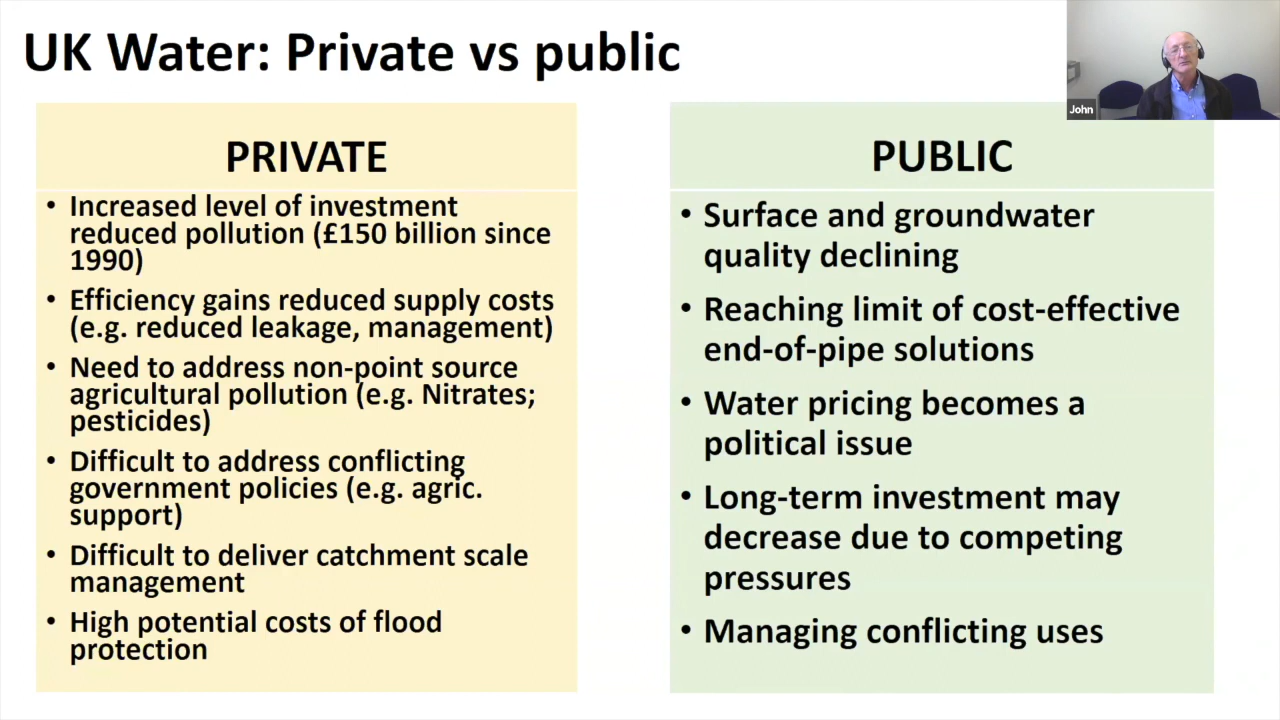 UK Water: Private vs public
John
PRIVATE
• Increased level of investment
reduced pollution (£150 billion since
1990)
• Efficiency gains reduced supply costs
(e.g. reduced leakage, management)
• Need to address non-point source
agricultural pollution (e.g. Nitrates;
pesticides)
• Difficult to address conflicting
government policies (e.g. agric.
support)
• Difficult to deliver catchment scale
management
• High potential costs of flood
protection
PUBLIC
• Surface and groundwater
quality declining
• Reaching limit of cost-effective
end-of-pipe solutions
• Water pricing becomes a
political issue
• Long-term investment may
decrease due to competing
pressures
• Managing conflicting uses